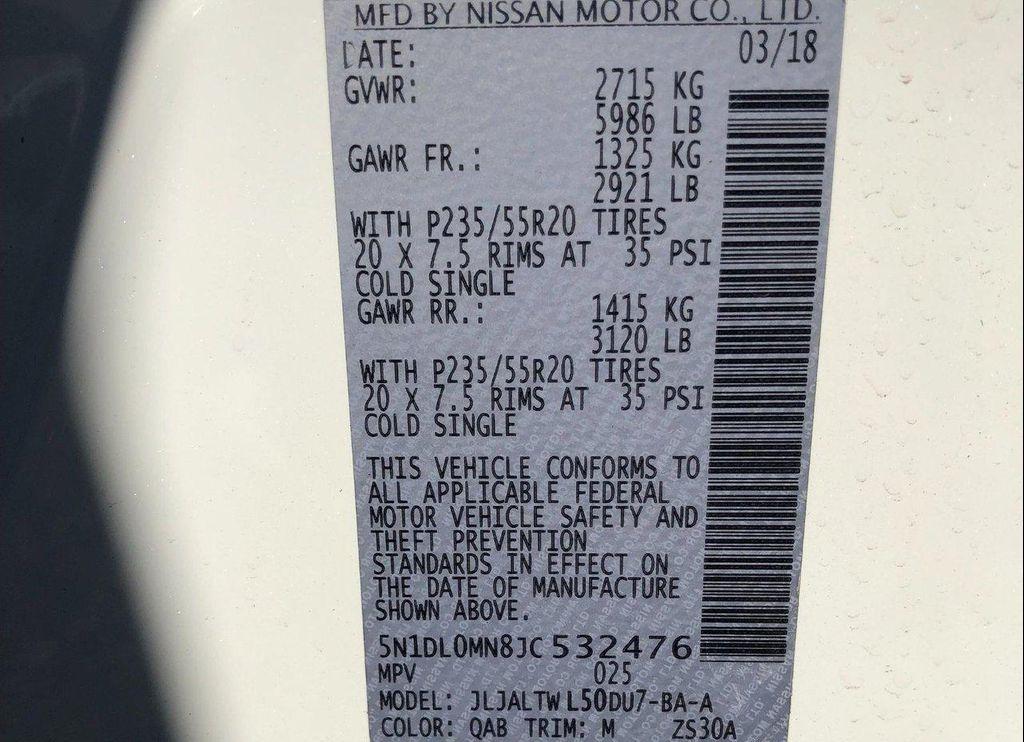 MFD BY NISSAN MOTOR CO., LTD.
DATE: 03/18
GVWR: 2715 KG
5986 LB
GAWR FR.: 1325 KG
2921 LB
WITH P235/55R20 TIRES
20 X 7.5 RIMS AT 35 PSI
COLD SINGLE
GAWR RR.: 1415 KG
3120 LB
WITH P235/55R20 TIRES
20 X 7.5 RIMS AT 35 PSI
COLD SINGLE
THIS VEHICLE CONFORMS TO
ALL APPLICABLE FEDERAL
MOTOR VEHICLE SAFETY AND
THEFT PREVENTION
STANDARDS IN EFFECT ON
THE DATE OF MANUFACTURE
SHOWN ABOVE.
5N1DL0MN8JC 532476
MPV 025
MODEL: JLJALTW L50DU7-BA-A
COLOR: QAB TRIM: M ZS30A